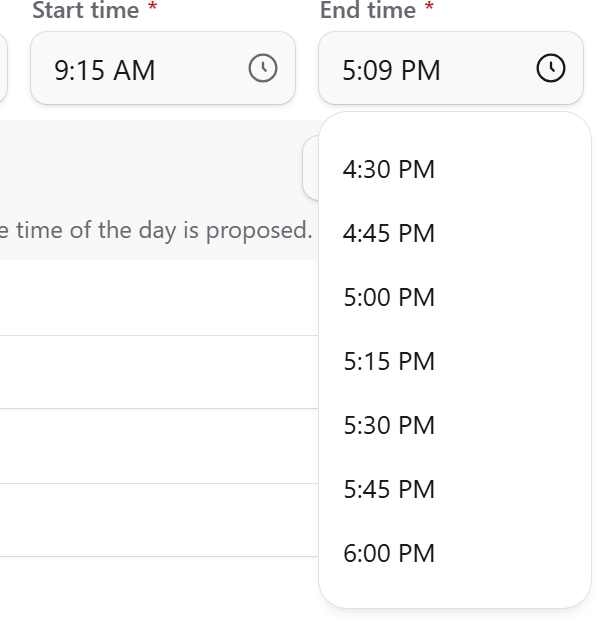 Start time *
End time *
9:15 AM
5:09 PM
4:30 PM
4:45 PM
time of the day is proposed.
5:00 PM
5:15 PM
5:30 PM
5:45 PM
6:00 PM